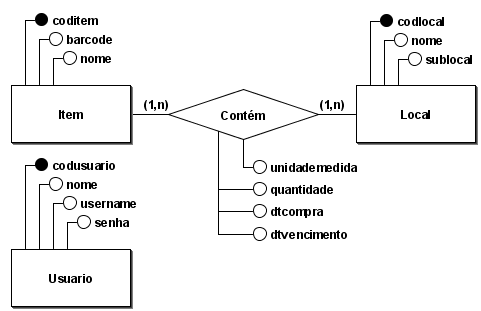 coditem
barcode
nome
Item
(1,n)
Contém
(1,n)
codlocal
nome
sublocal
Local
unidademedida
quantidade
dtcompra
dtvencimento
codusuario
nome
username
senha
Usuario